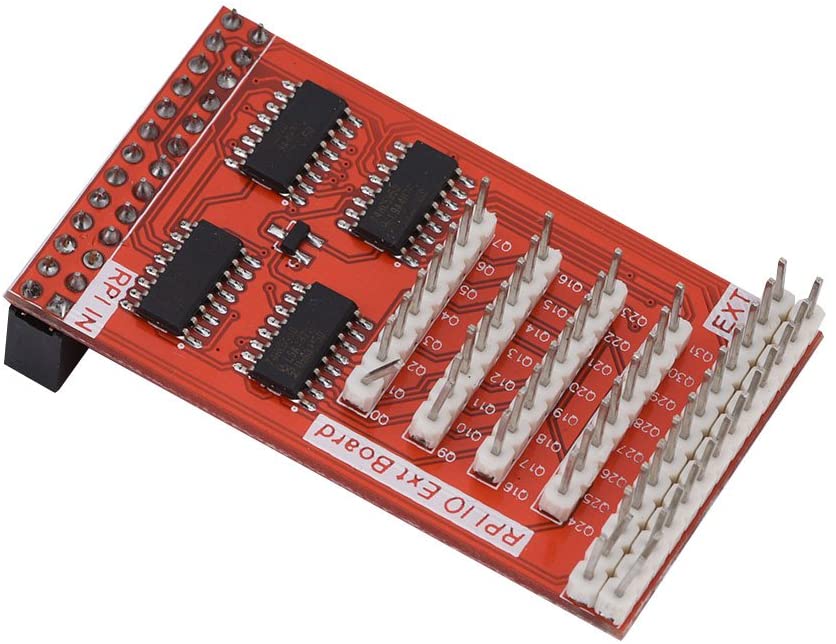 RPI IN
EXT
RPI IO Ext Board
Q0
Q1
Q2
Q3
Q4
Q5
Q6
Q7
Q9
Q10
Q11
Q12
Q13
Q14
Q15
Q16
Q16
Q17
Q18
Q19
Q20
Q21
Q22
Q23
Q24
Q25
Q26
Q27
Q28
Q29
Q30
Q31